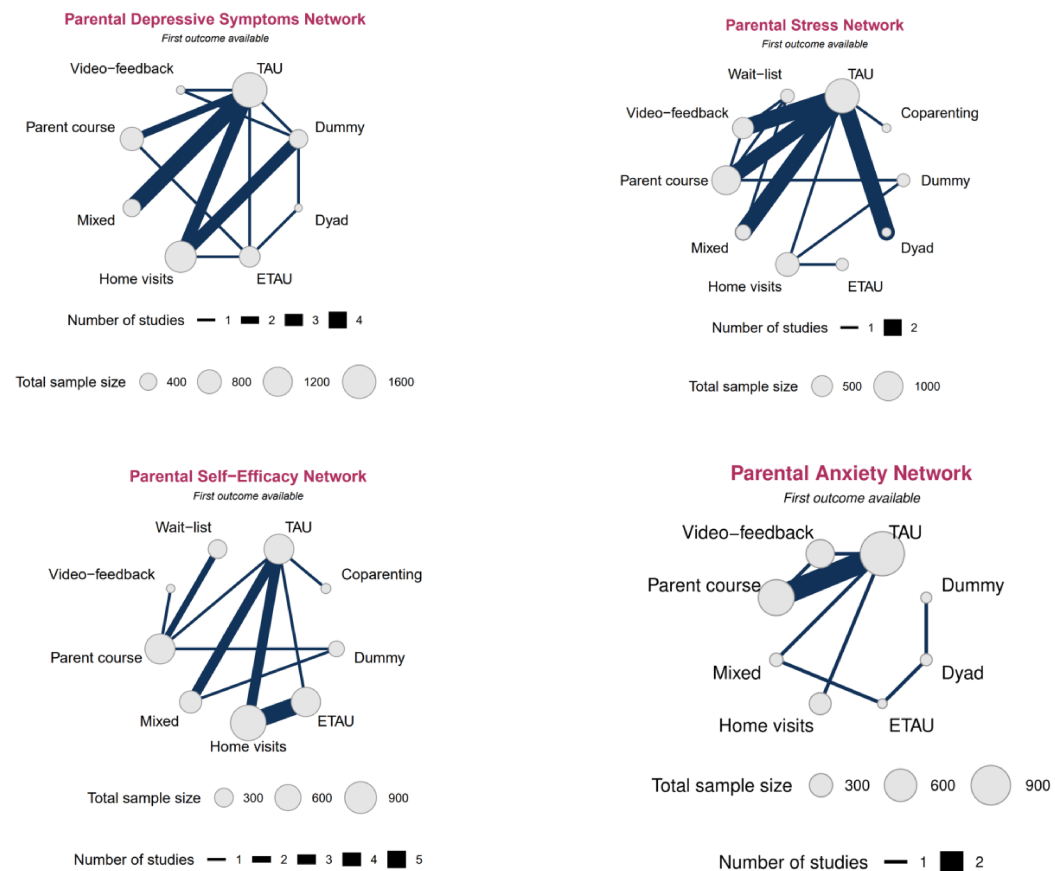 Parental Depressive Symptoms Network
First outcome available
Video−feedback
TAU
Parent course
Dummy
Mixed
Dyad
Home visits
ETAU
Number of studies 1 2 3 4
Total sample size 400 800 1200 1600
Parental Stress Network
First outcome available
Wait−list
TAU
Video−feedback
Coparenting
Parent course
Dummy
Mixed
Dyad
Home visits
ETAU
Number of studies 1 2
Total sample size 500 1000
Parental Self−Efficacy Network
First outcome available
Wait−list
TAU
Video−feedback
Coparenting
Parent course
Dummy
Mixed
ETAU
Home visits
Total sample size 300 600 900
Number of studies 1 2 3 4 5
Parental Anxiety Network
First outcome available
Video−feedback
TAU
Parent course
Dummy
Mixed
Dyad
Home visits
ETAU
Total sample size 300 600 900
Number of studies 1 2